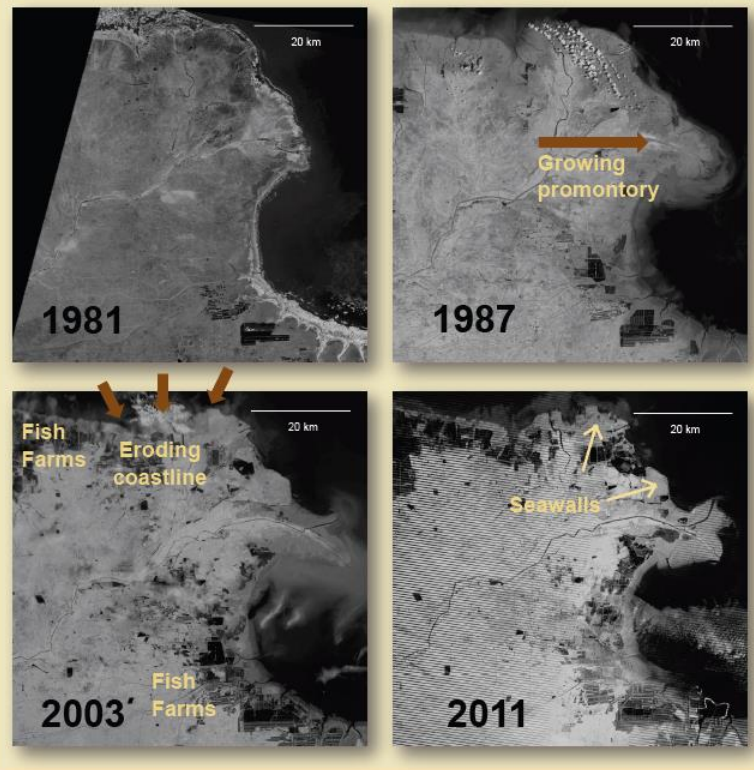 20 km
1981
20 km
Growing
promontory
1987
20 km
Fish
Farms
Eroding
coastline
Fish
Farms
2003
20 km
Seawalls
2011